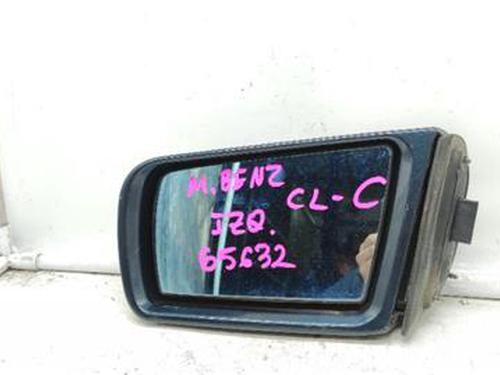 M. BENZ
CL-C
IZQ.
65632